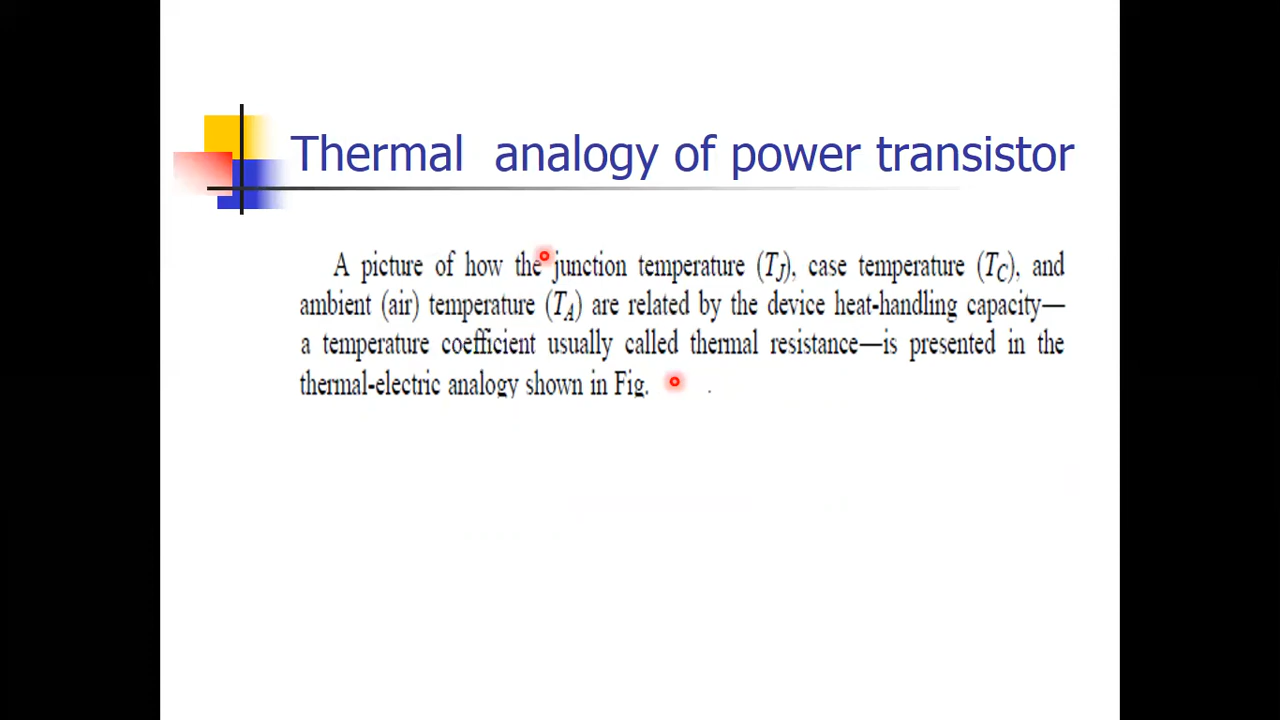 Thermal analogy of power transistor
A picture of how the junction temperature (TJ), case temperature (TC), and
ambient (air) temperature (TA) are related by the device heat-handling capacity—
a temperature coefficient usually called thermal resistance—is presented in the
thermal-electric analogy shown in Fig. .